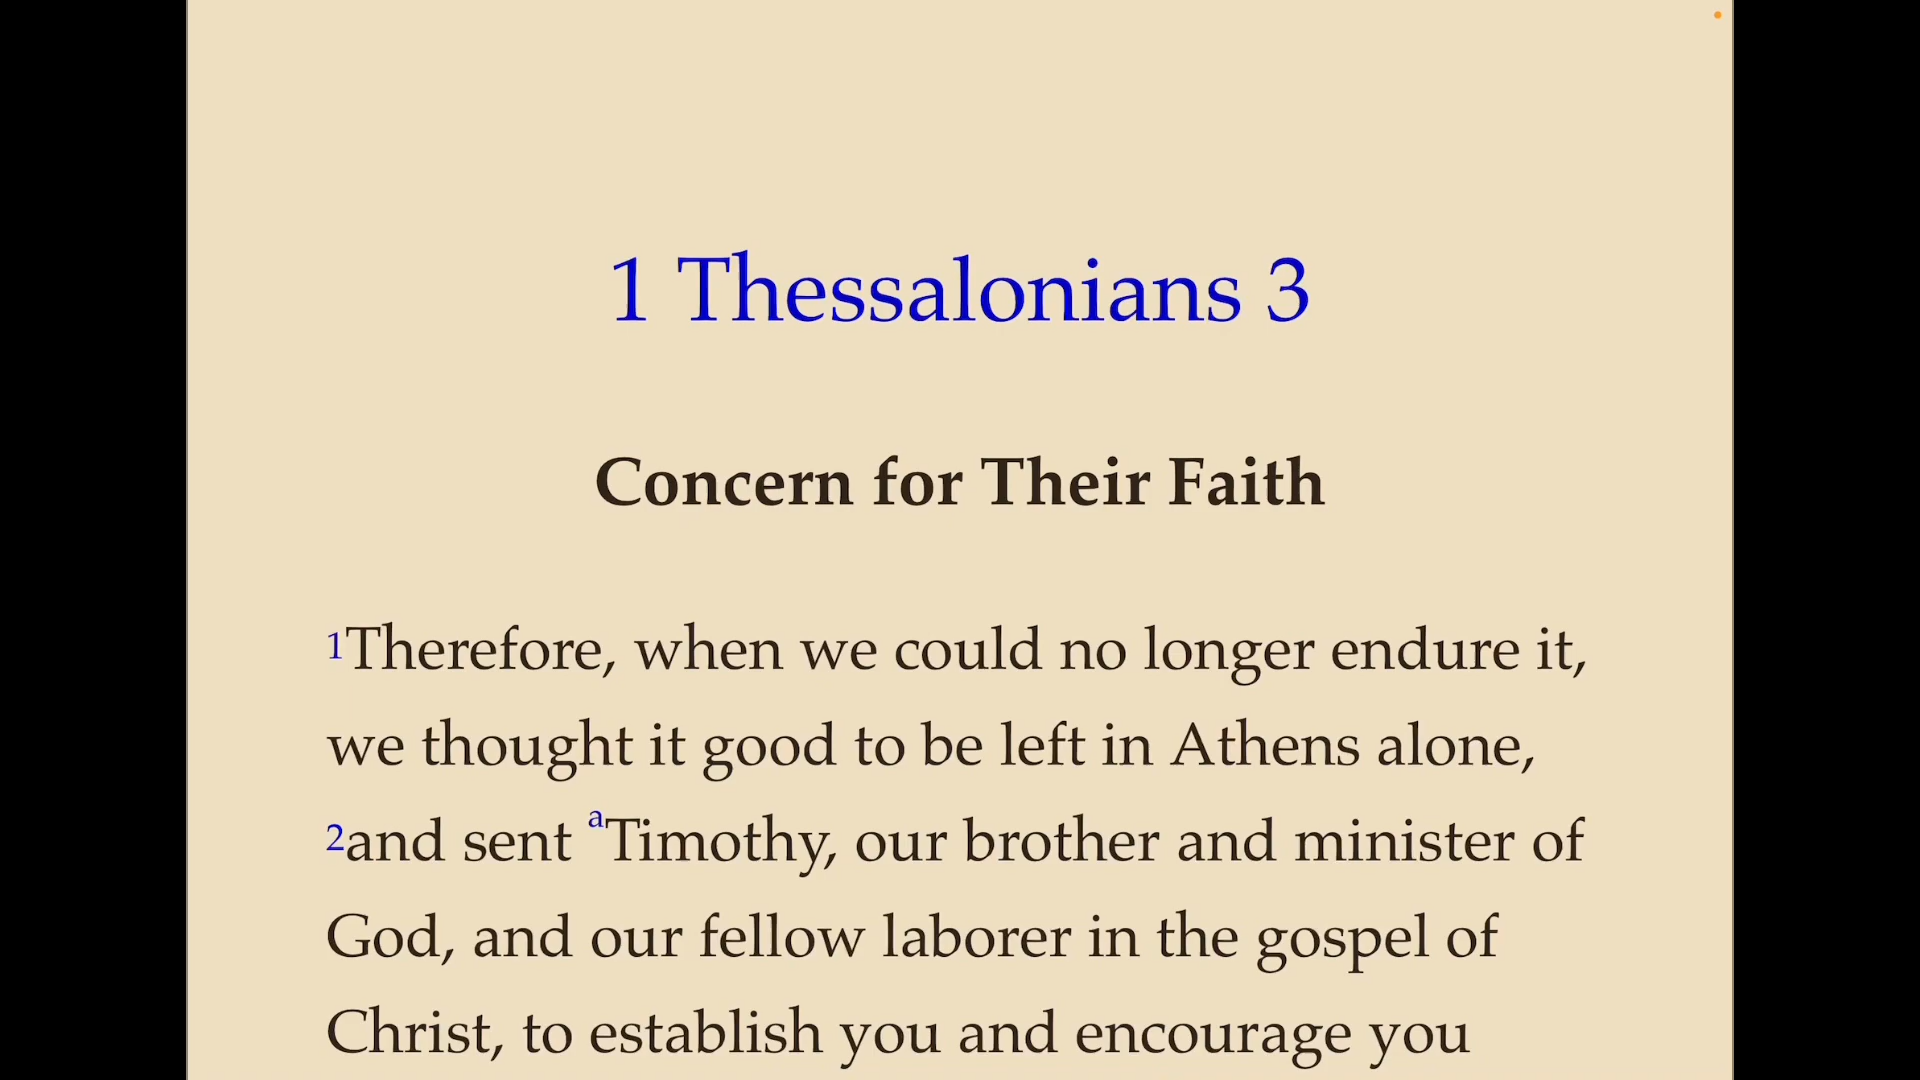 1 Thessalonians 3
Concern for Their Faith
1Therefore, when we could no longer endure it,
we thought it good to be left in Athens alone,
2and sent aTimothy, our brother and minister of
God, and our fellow laborer in the gospel of
Christ, to establish you and encourage you